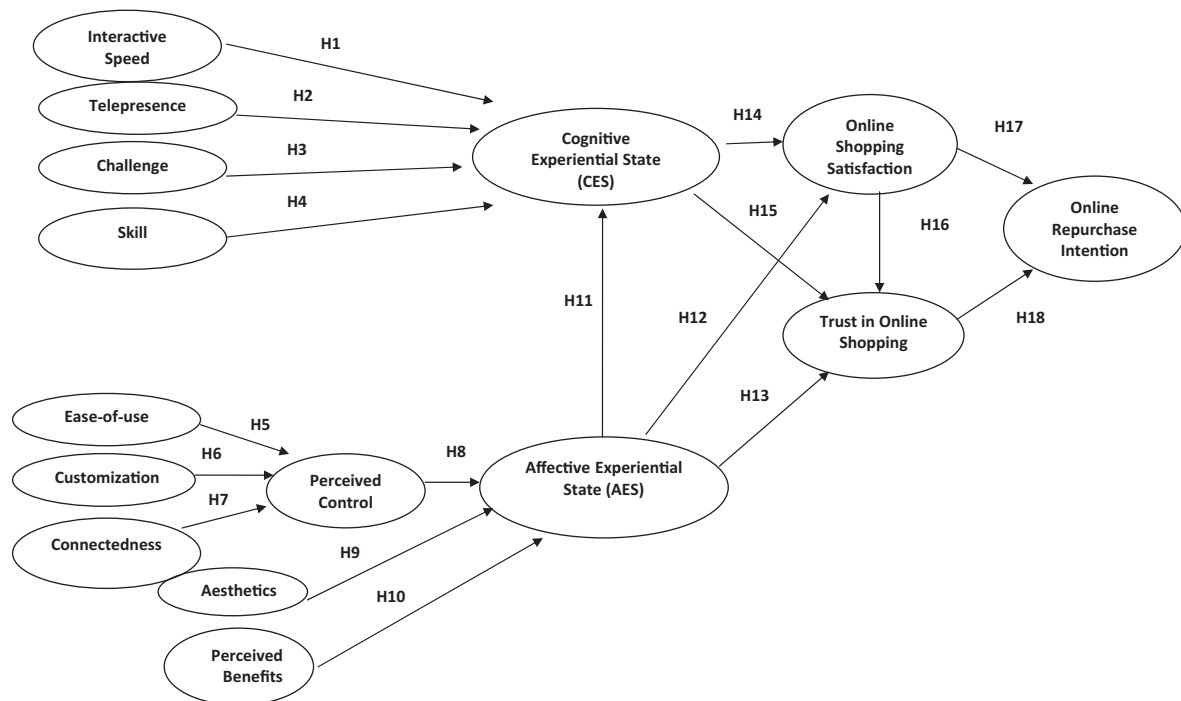 Interactive
Speed
H1
Telepresence
H2
Challenge
H3
Skill
H4
Cognitive
Experiential State
(CES)
H14
Online
Shopping
Satisfaction
H17
H15
H16
Online
Repurchase
Intention
H11
H12
Trust in Online
Shopping
H18
H13
Ease-of-use
H5
Customization
H6
Connectedness
H7
Perceived
Control
H8
Affective Experiential
State (AES)
Aesthetics
H9
Perceived
Benefits
H10